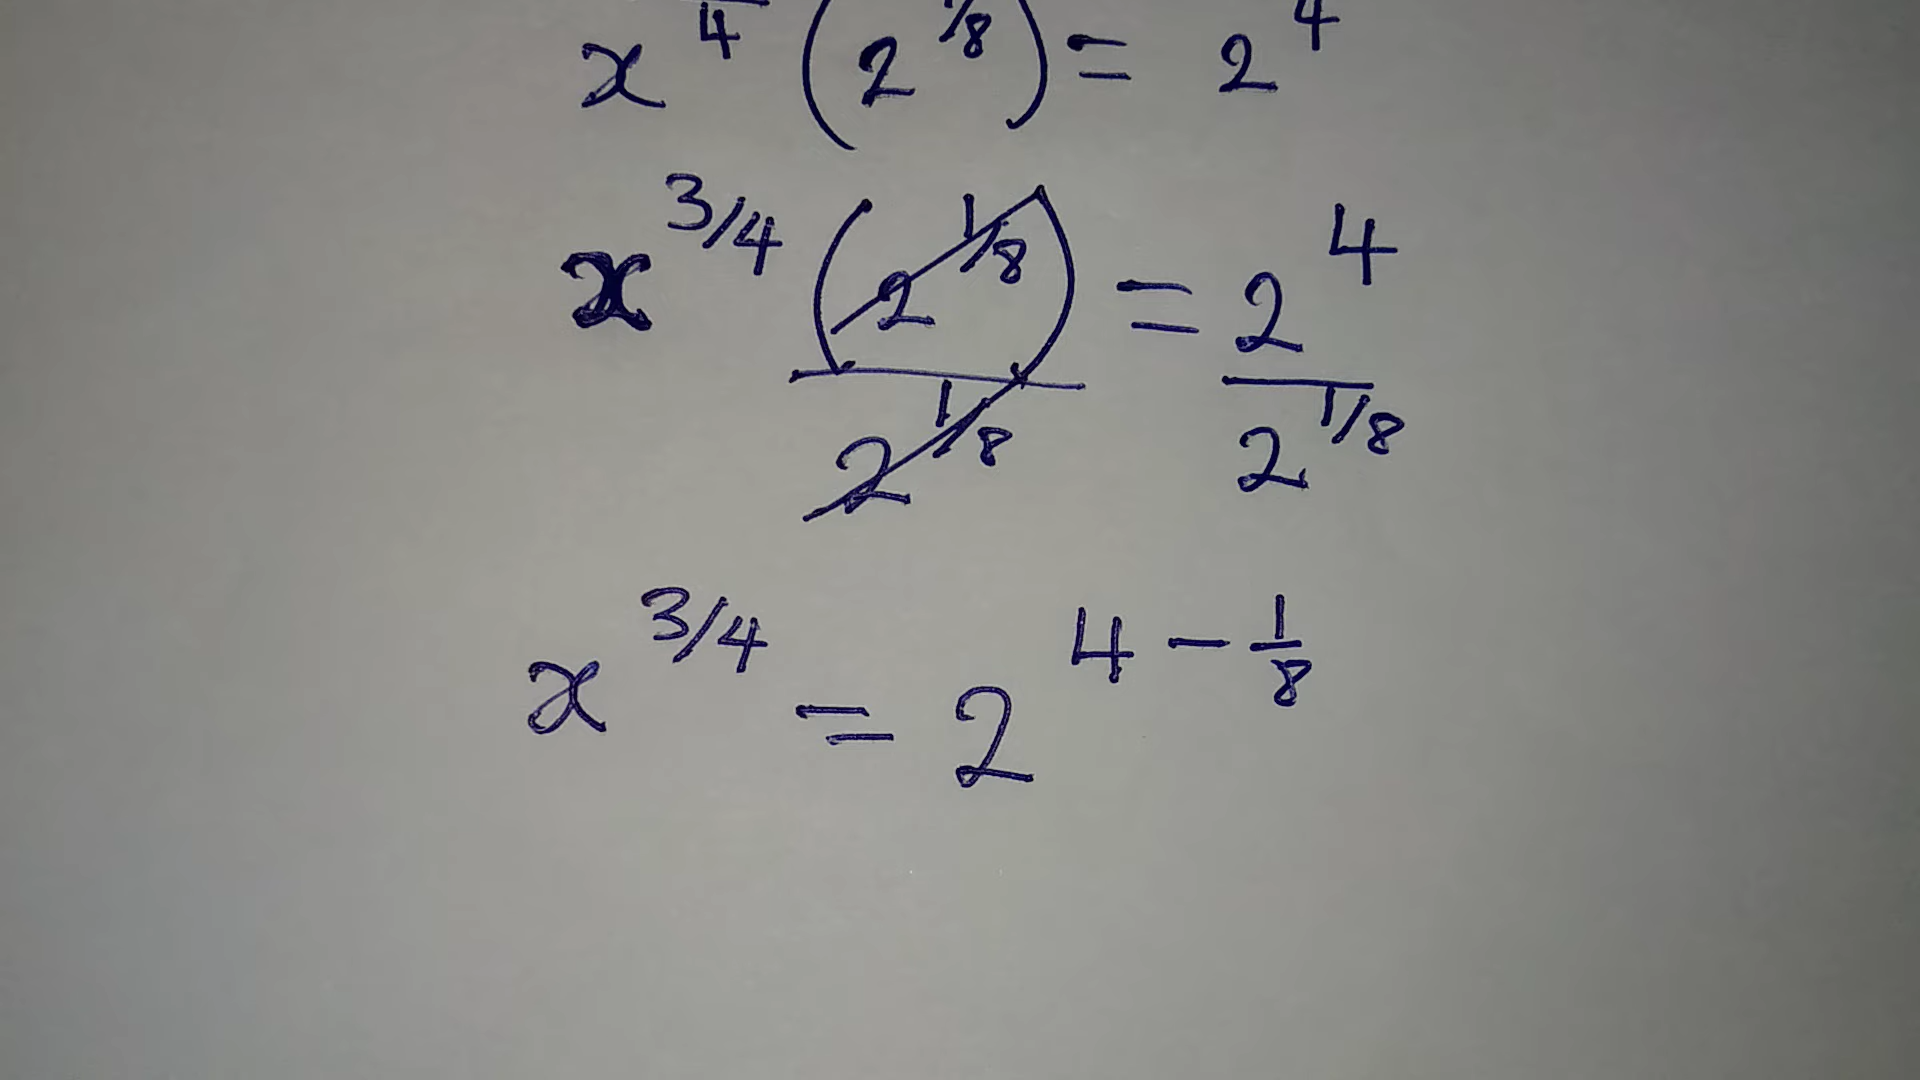 x^{/4} (2^{1/8}) = 2^4
x^{3/4} (2^{1/8}) / 2^{1/8} = 2^4 / 2^{1/8}
x^{3/4} = 2^{4 - 1/8}